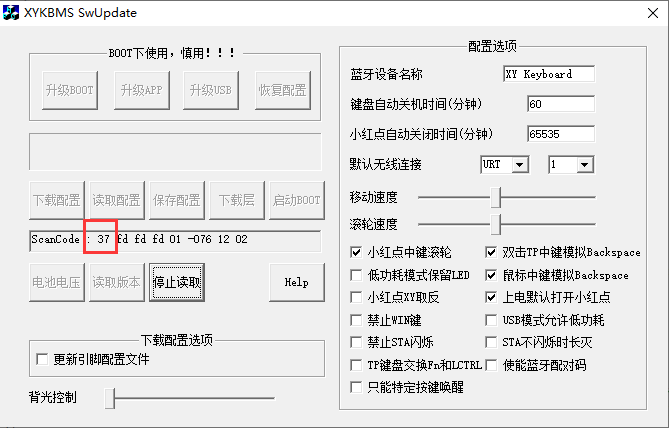 XYKBMS SwUpdate
BOOT下使用，慎用！！！
升级BOOT 升级APP 升级USB 恢复配置
下载配置 读取配置 保存配置 下载层 启动BOOT
ScanCode : 37 fd fd fd 01 -076 12 02
电池电压 读取版本 停止读取 Help
下载配置选项
更新引脚配置文件
背光控制
配置选项
蓝牙设备名称 XY Keyboard
键盘自动关机时间(分钟) 60
小红点自动关闭时间(分钟) 65535
默认无线连接 URT 1
移动速度
滚轮速度
小红点中键滚轮 双击TP中键模拟Backspace
低功耗模式保留LED 鼠标中键模拟Backspace
小红点XY取反 上电默认打开小红点
禁止WIN键 USB模式允许低功耗
禁止STA闪烁 STA不闪烁时长灭
TP键盘交换Fn和LCTRL 使能蓝牙配对码
只能特定按键唤醒